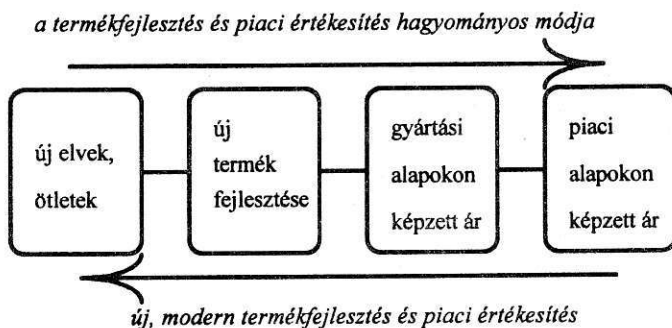 a termékfejlesztés és piaci értékesítés hagyományos módja
új elvek,
ötletek
új
termék
fejlesztése
gyártási
alapokon
képzett ár
piaci
alapokon
képzett ár
új, modern termékfejlesztés és piaci értékesítés